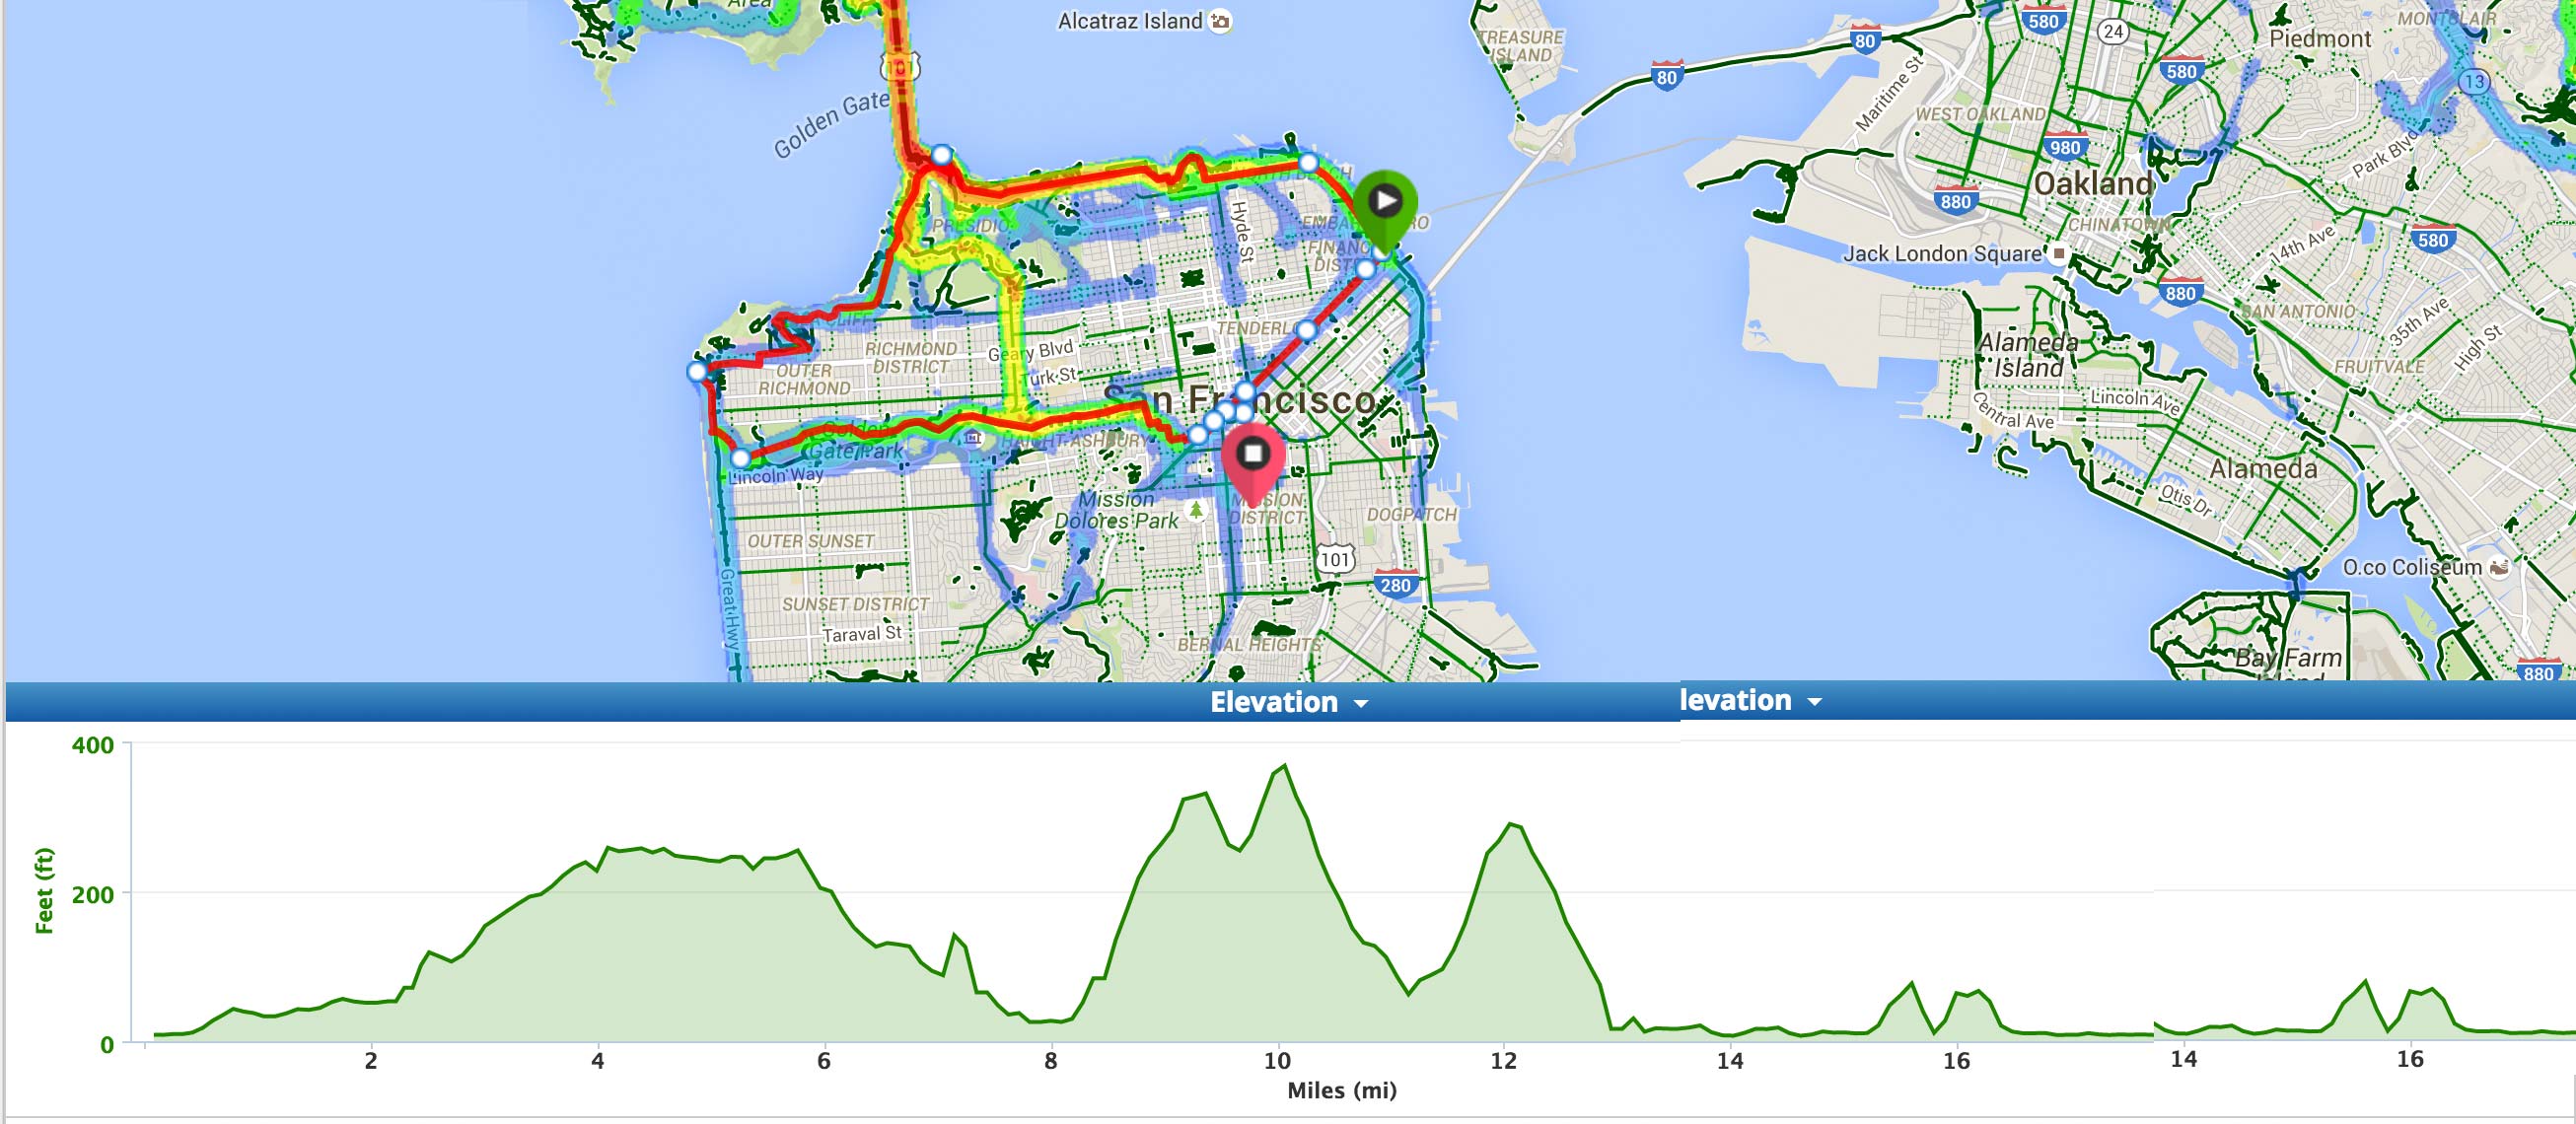 Area
Alcatraz Island
TREASURE
ISLAND
80
80
580
24
MONTCLAIR
Piedmont
580
13
101
Golden Gate
Maritime St
WEST OAKLAND
980
Park Blvd
Oakland
880
CHINATOWN
580
14th Ave
Jack London Square
880
SAN ANTONIO
35th Ave
High St
FRUITVALE
Alameda
Island
Lincoln Ave
Central Ave
Alameda
Otis Dr
O.co Coliseum
Bay Farm
Island
880
NORTH BEACH
PRESIDIO
Hyde St
TENDERLO
RICHMOND
DISTRICT
Geary Blvd
OUTER
RICHMOND
Turk St
San Francisco
Golden
Gate Park
HAIGHT-ASHBURY
Lincoln Way
Mission
Dolores Park
MISSION
DISTRICT
DOGPATCH
OUTER SUNSET
101
280
Great Hwy
SUNSET DISTRICT
Taraval St
BERNAL HEIGHTS
Elevation
levation
400
200
0
Feet (ft)
2 4 6 8 10 12 14 16 14 16
Miles (mi)